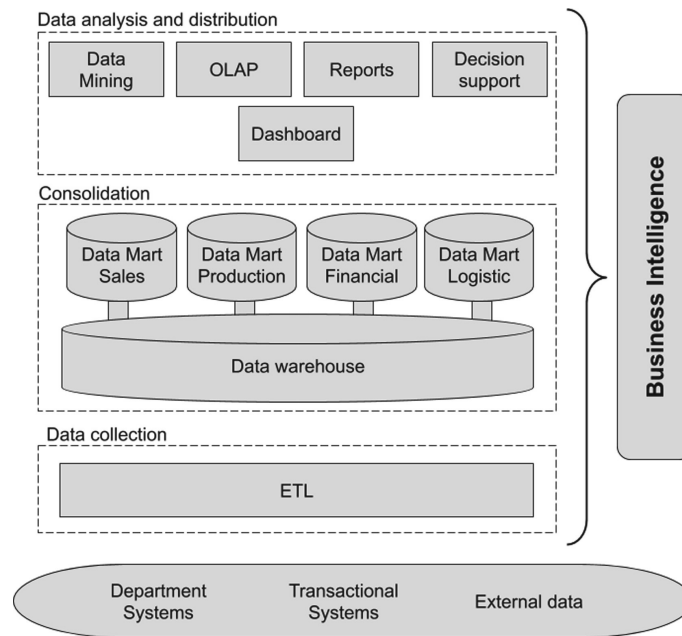 Data analysis and distribution
Data
Mining
OLAP
Reports
Decision
support
Dashboard
Consolidation
Data Mart
Sales
Data Mart
Production
Data Mart
Financial
Data Mart
Logistic
Data warehouse
Data collection
ETL
Business Intelligence
Department
Systems
Transactional
Systems
External data